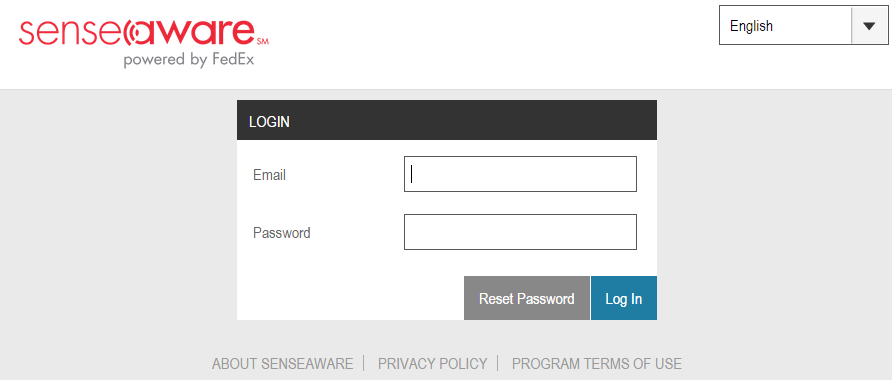 senseaware SM
powered by FedEx
English
LOGIN
Email
Password
Reset Password Log In
ABOUT SENSEAWARE PRIVACY POLICY PROGRAM TERMS OF USE